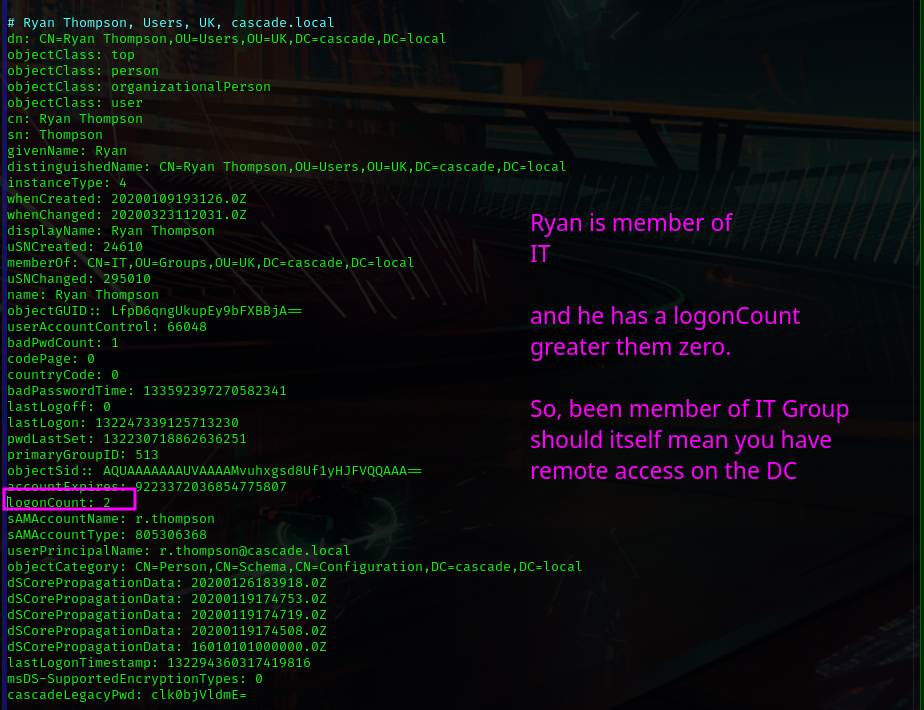 # Ryan Thompson, Users, UK, cascade.local
dn: CN=Ryan Thompson,OU=Users,OU=UK,DC=cascade,DC=local
objectClass: top
objectClass: person
objectClass: organizationalPerson
objectClass: user
cn: Ryan Thompson
sn: Thompson
givenName: Ryan
distinguishedName: CN=Ryan Thompson,OU=Users,OU=UK,DC=cascade,DC=local
instanceType: 4
whenCreated: 20200109193126.0Z
whenChanged: 20200323112031.0Z
displayName: Ryan Thompson
uSNCreated: 24610
memberOf: CN=IT,OU=Groups,OU=UK,DC=cascade,DC=local
uSNChanged: 295010
name: Ryan Thompson
objectGUID:: LfpD6qngUkupEy9bFXBBjA==
userAccountControl: 66048
badPwdCount: 1
codePage: 0
countryCode: 0
badPasswordTime: 133592397270582341
lastLogoff: 0
lastLogon: 132247339125713230
pwdLastSet: 132230718862636251
primaryGroupID: 513
objectSid:: AQUAAAAAAAUVAAAAMvuhxgsd8Uf1yHJFVQQAAA==
accountExpires: 9223372036854775807
logonCount: 2
sAMAccountName: r.thompson
sAMAccountType: 805306368
userPrincipalName: r.thompson@cascade.local
objectCategory: CN=Person,CN=Schema,CN=Configuration,DC=cascade,DC=local
dSCorePropagationData: 20200126183918.0Z
dSCorePropagationData: 20200119174753.0Z
dSCorePropagationData: 20200119174719.0Z
dSCorePropagationData: 20200119174508.0Z
dSCorePropagationData: 16010101000000.0Z
lastLogonTimestamp: 132294360317419816
msDS-SupportedEncryptionTypes: 0
cascadeLegacyPwd: clk0bjVldmE=
Ryan is member of
IT
and he has a logonCount
greater them zero.
So, been member of IT Group
should itself mean you have
remote access on the DC